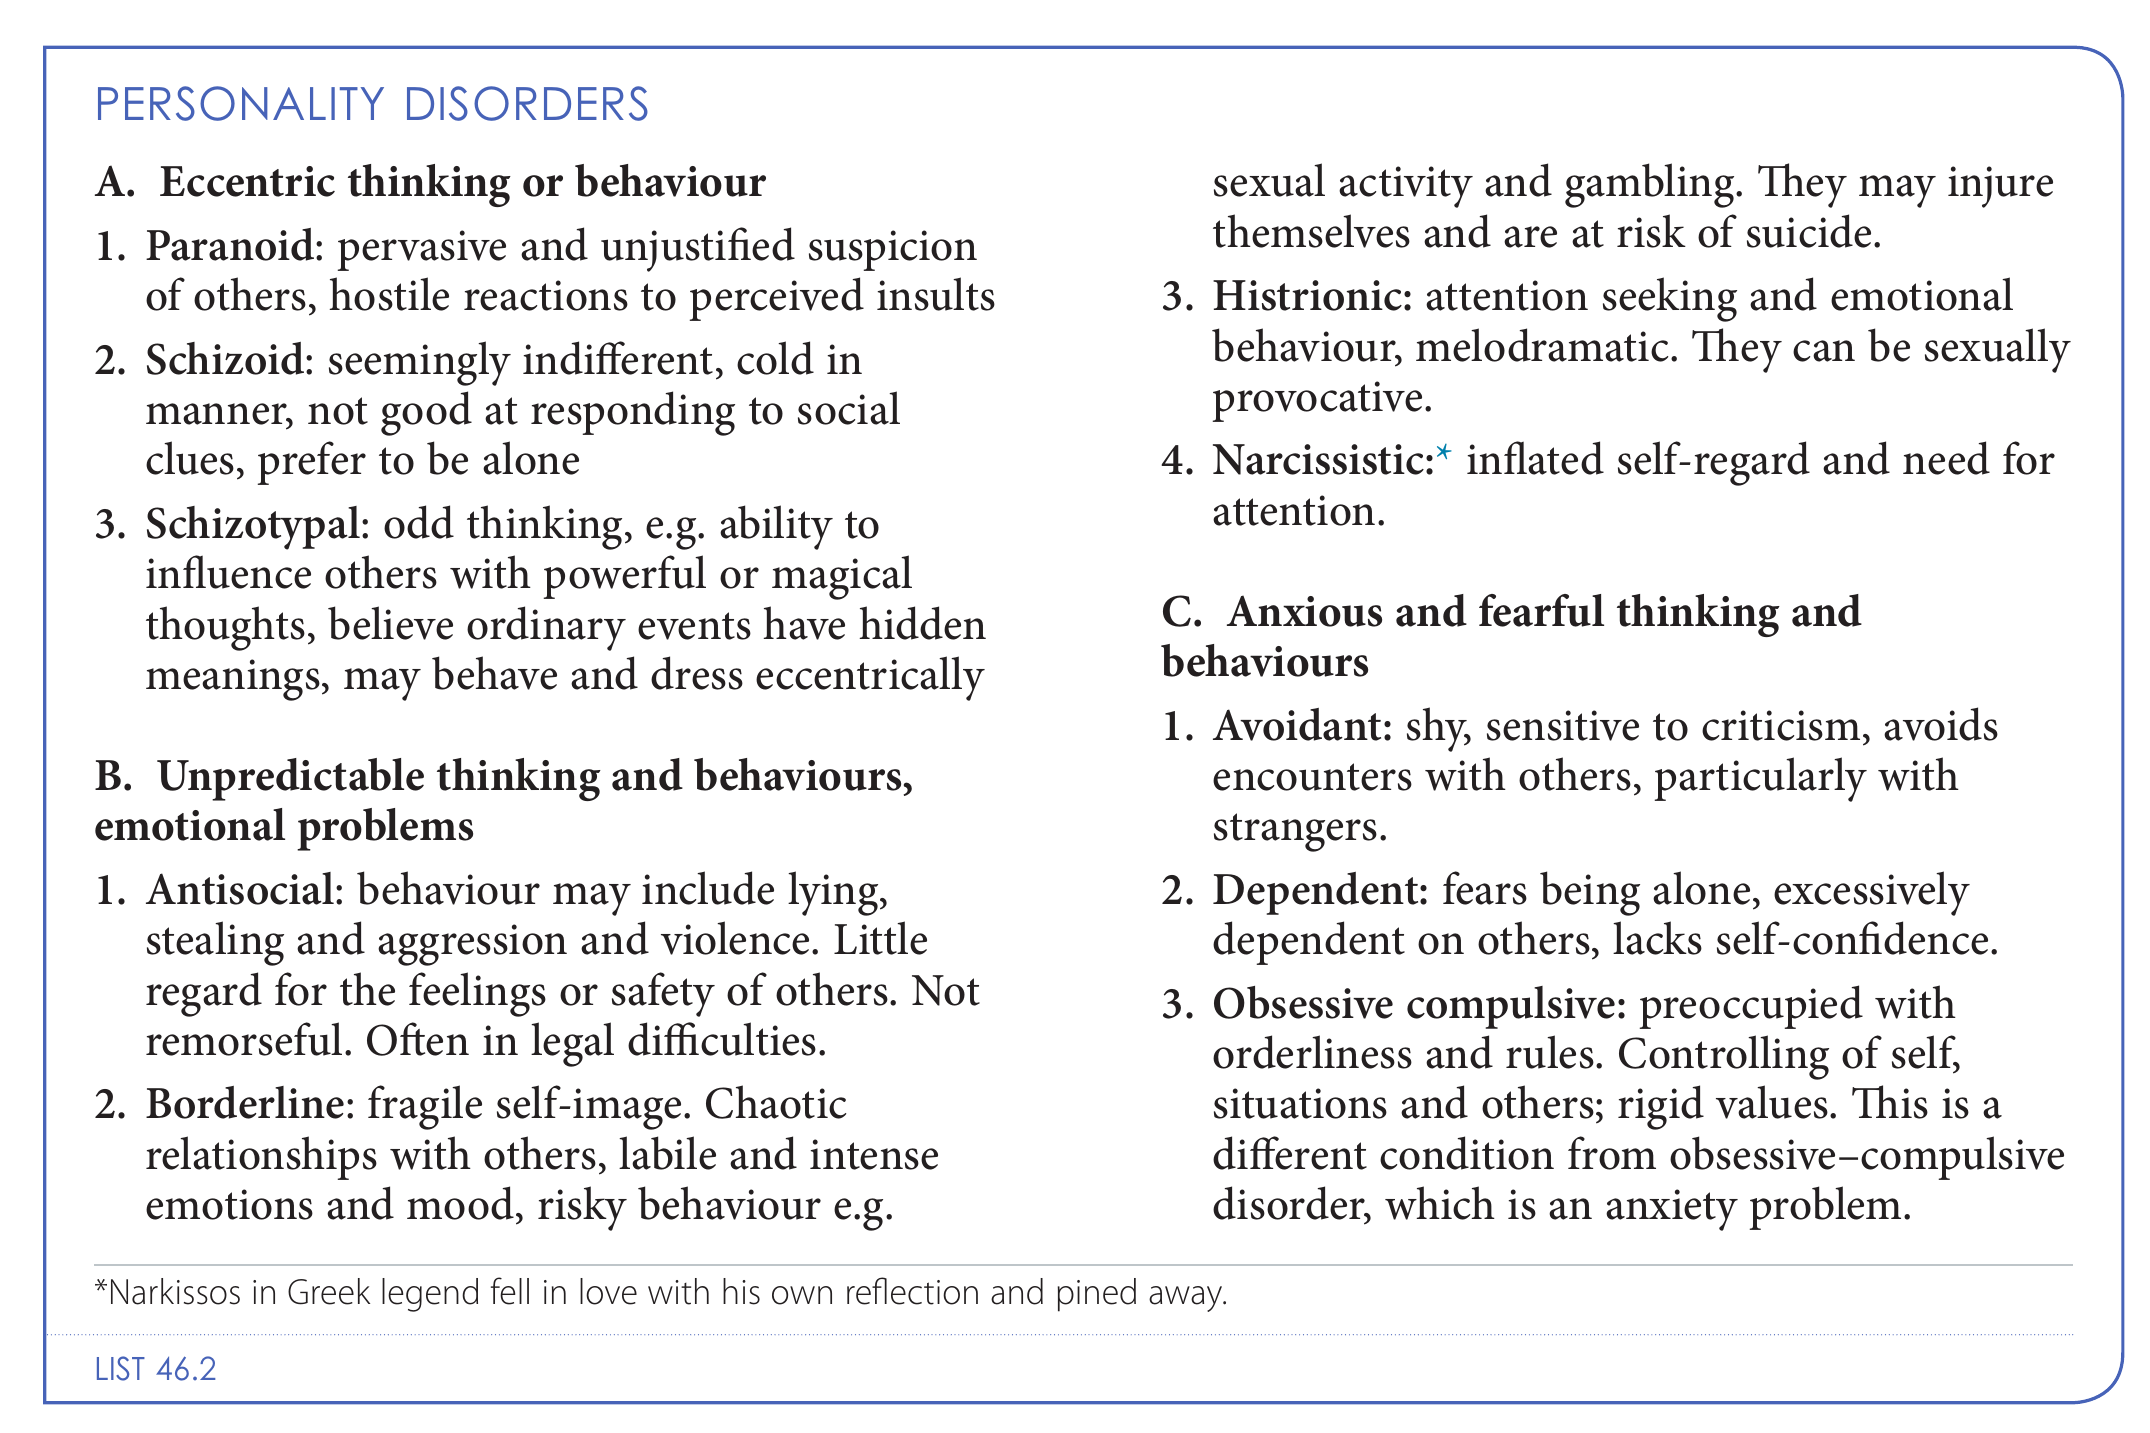 PERSONALITY DISORDERS
A. Eccentric thinking or behaviour
1. Paranoid: pervasive and unjustified suspicion
of others, hostile reactions to perceived insults
2. Schizoid: seemingly indifferent, cold in
manner, not good at responding to social
clues, prefer to be alone
3. Schizotypal: odd thinking, e.g. ability to
influence others with powerful or magical
thoughts, believe ordinary events have hidden
meanings, may behave and dress eccentrically
B. Unpredictable thinking and behaviours,
emotional problems
1. Antisocial: behaviour may include lying,
stealing and aggression and violence. Little
regard for the feelings or safety of others. Not
remorseful. Often in legal difficulties.
2. Borderline: fragile self-image. Chaotic
relationships with others, labile and intense
emotions and mood, risky behaviour e.g.
sexual activity and gambling. They may injure
themselves and are at risk of suicide.
3. Histrionic: attention seeking and emotional
behaviour, melodramatic. They can be sexually
provocative.
4. Narcissistic:* inflated self-regard and need for
attention.
C. Anxious and fearful thinking and
behaviours
1. Avoidant: shy, sensitive to criticism, avoids
encounters with others, particularly with
strangers.
2. Dependent: fears being alone, excessively
dependent on others, lacks self-confidence.
3. Obsessive compulsive: preoccupied with
orderliness and rules. Controlling of self,
situations and others; rigid values. This is a
different condition from obsessive–compulsive
disorder, which is an anxiety problem.
*Narkissos in Greek legend fell in love with his own reflection and pined away.
LIST 46.2